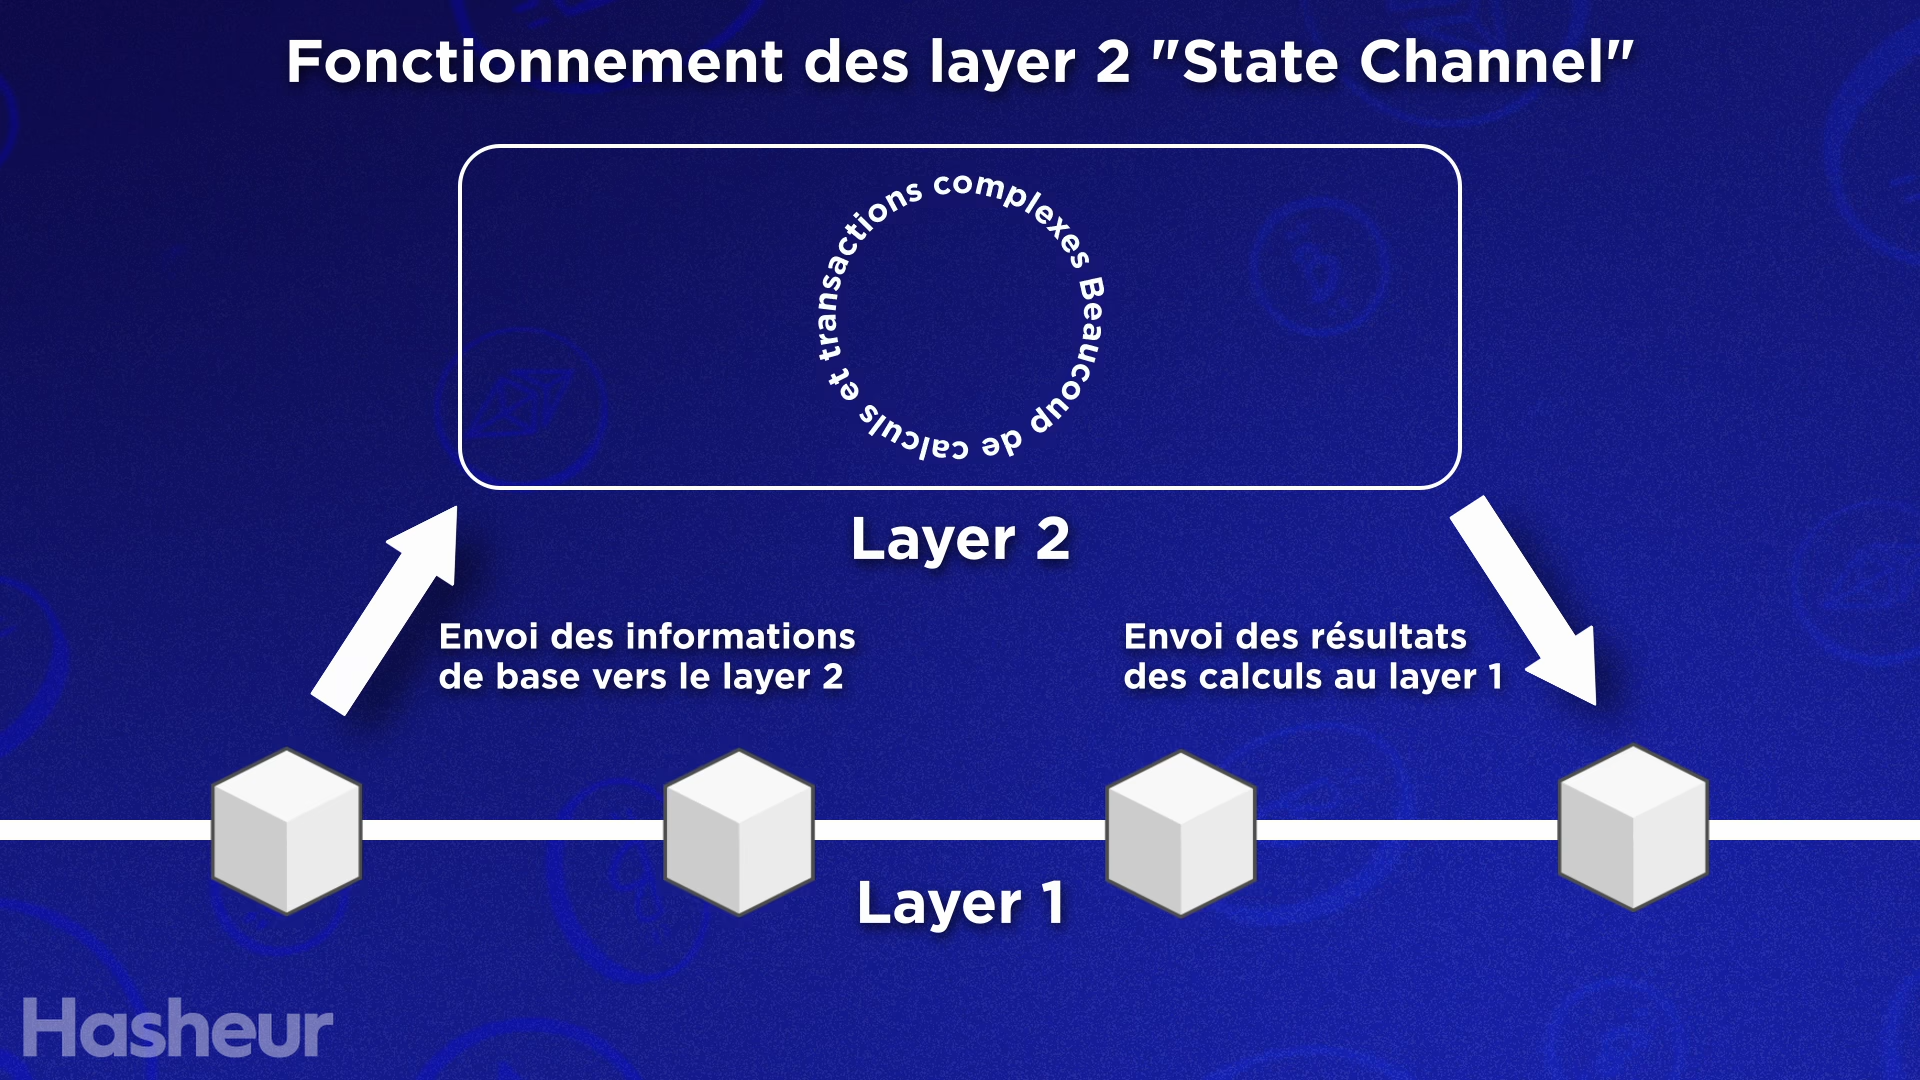 Fonctionnement des layer 2 "State Channel"
Beaucoup de calculs et transactions complexes
Layer 2
Envoi des informations
de base vers le layer 2
Envoi des résultats
des calculs au layer 1
Layer 1
Hasheur